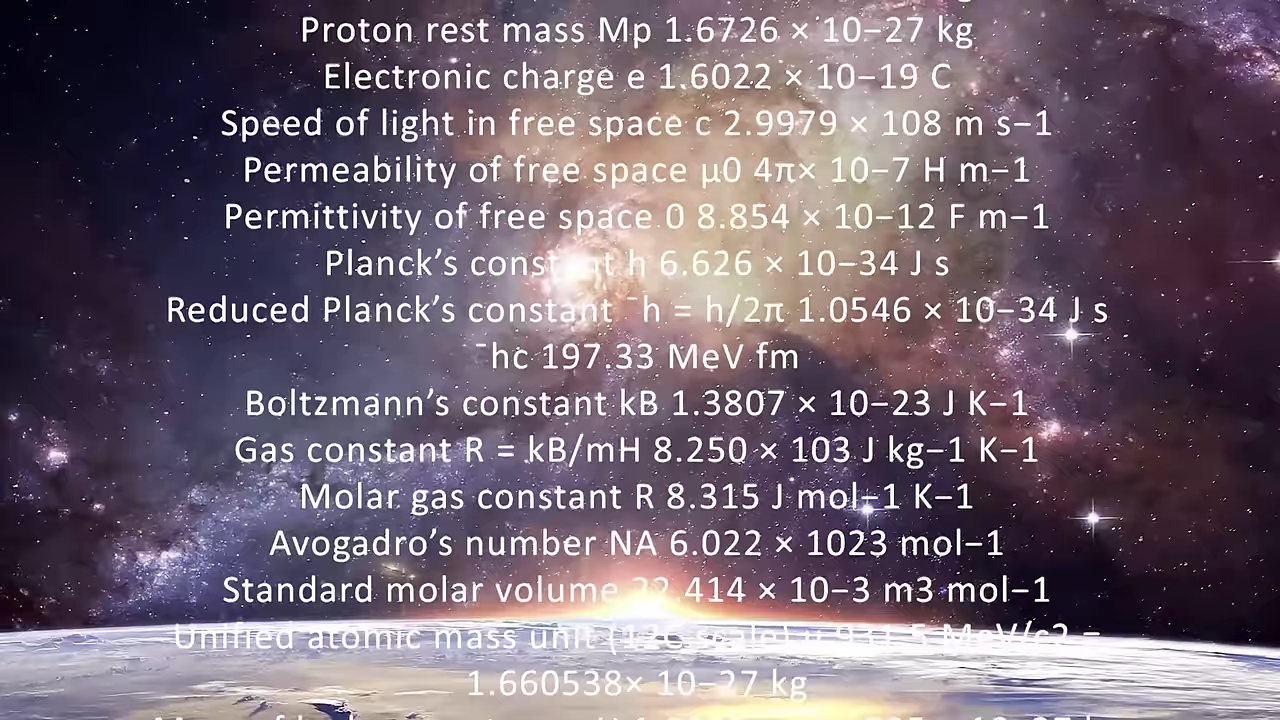 Proton rest mass Mp 1.6726 × 10−27 kg
Electronic charge e 1.6022 × 10−19 C
Speed of light in free space c 2.9979 × 108 m s−1
Permeability of free space μ0 4π× 10−7 H m−1
Permittivity of free space 0 8.854 × 10−12 F m−1
Planck’s constant h 6.626 × 10−34 J s
Reduced Planck’s constant ¯h = h/2π 1.0546 × 10−34 J s
¯hc 197.33 MeV fm
Boltzmann’s constant kB 1.3807 × 10−23 J K−1
Gas constant R = kB/mH 8.250 × 103 J kg−1 K−1
Molar gas constant R 8.315 J mol−1 K−1
Avogadro’s number NA 6.022 × 1023 mol−1
Standard molar volume 22.414 × 10−3 m3 mol−1
Unified atomic mass unit (12C scale) u 931.5 MeV/c2 =
1.660538× 10−27 kg